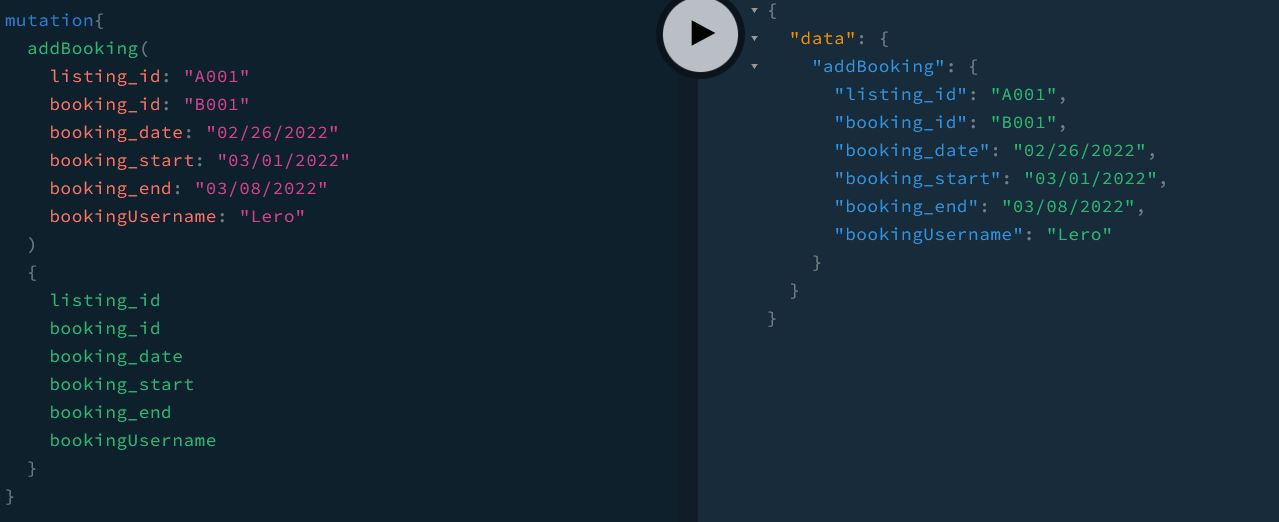 mutation{
  addBooking(
    listing_id: "A001"
    booking_id: "B001"
    booking_date: "02/26/2022"
    booking_start: "03/01/2022"
    booking_end: "03/08/2022"
    bookingUsername: "Lero"
  )
  {
    listing_id
    booking_id
    booking_date
    booking_start
    booking_end
    bookingUsername
  }
}
{
  "data": {
    "addBooking": {
      "listing_id": "A001",
      "booking_id": "B001",
      "booking_date": "02/26/2022",
      "booking_start": "03/01/2022",
      "booking_end": "03/08/2022",
      "bookingUsername": "Lero"
    }
  }
}